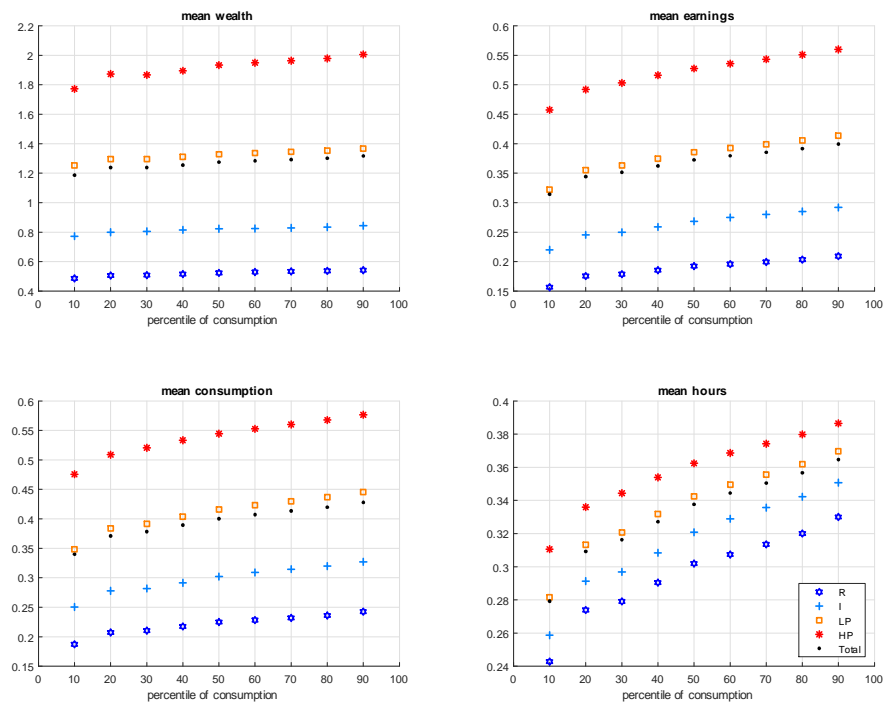 mean wealth
2.2
2
1.8
1.6
1.4
1.2
1
0.8
0.6
0.4
0 10 20 30 40 50 60 70 80 90 100
percentile of consumption
mean earnings
0.6
0.55
0.5
0.45
0.4
0.35
0.3
0.25
0.2
0.15
0 10 20 30 40 50 60 70 80 90 100
percentile of consumption
mean consumption
0.6
0.55
0.5
0.45
0.4
0.35
0.3
0.25
0.2
0.15
0 10 20 30 40 50 60 70 80 90 100
percentile of consumption
mean hours
0.4
0.38
0.36
0.34
0.32
0.3
0.28
0.26
0.24
0 10 20 30 40 50 60 70 80 90 100
percentile of consumption
R
I
LP
HP
Total